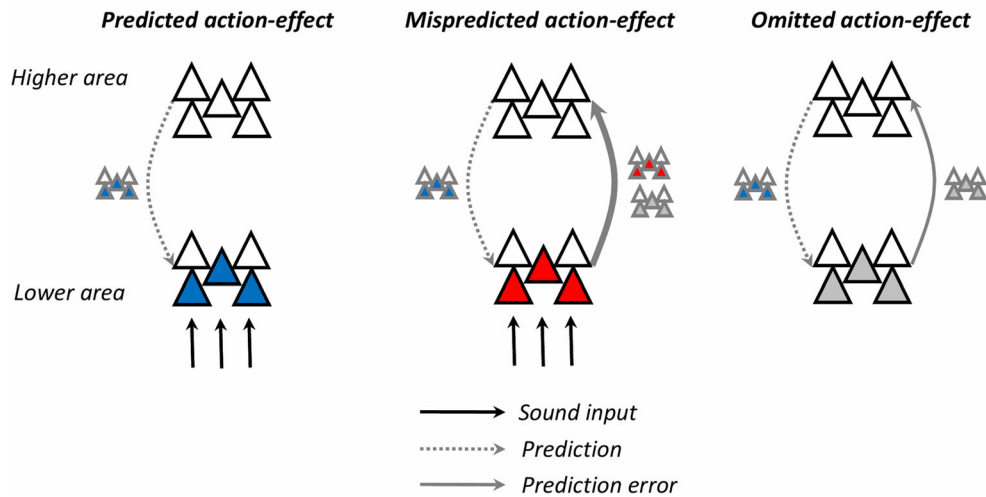 Predicted action-effect
Mispredicted action-effect
Omitted action-effect
Higher area
Lower area
Sound input
Prediction
Prediction error